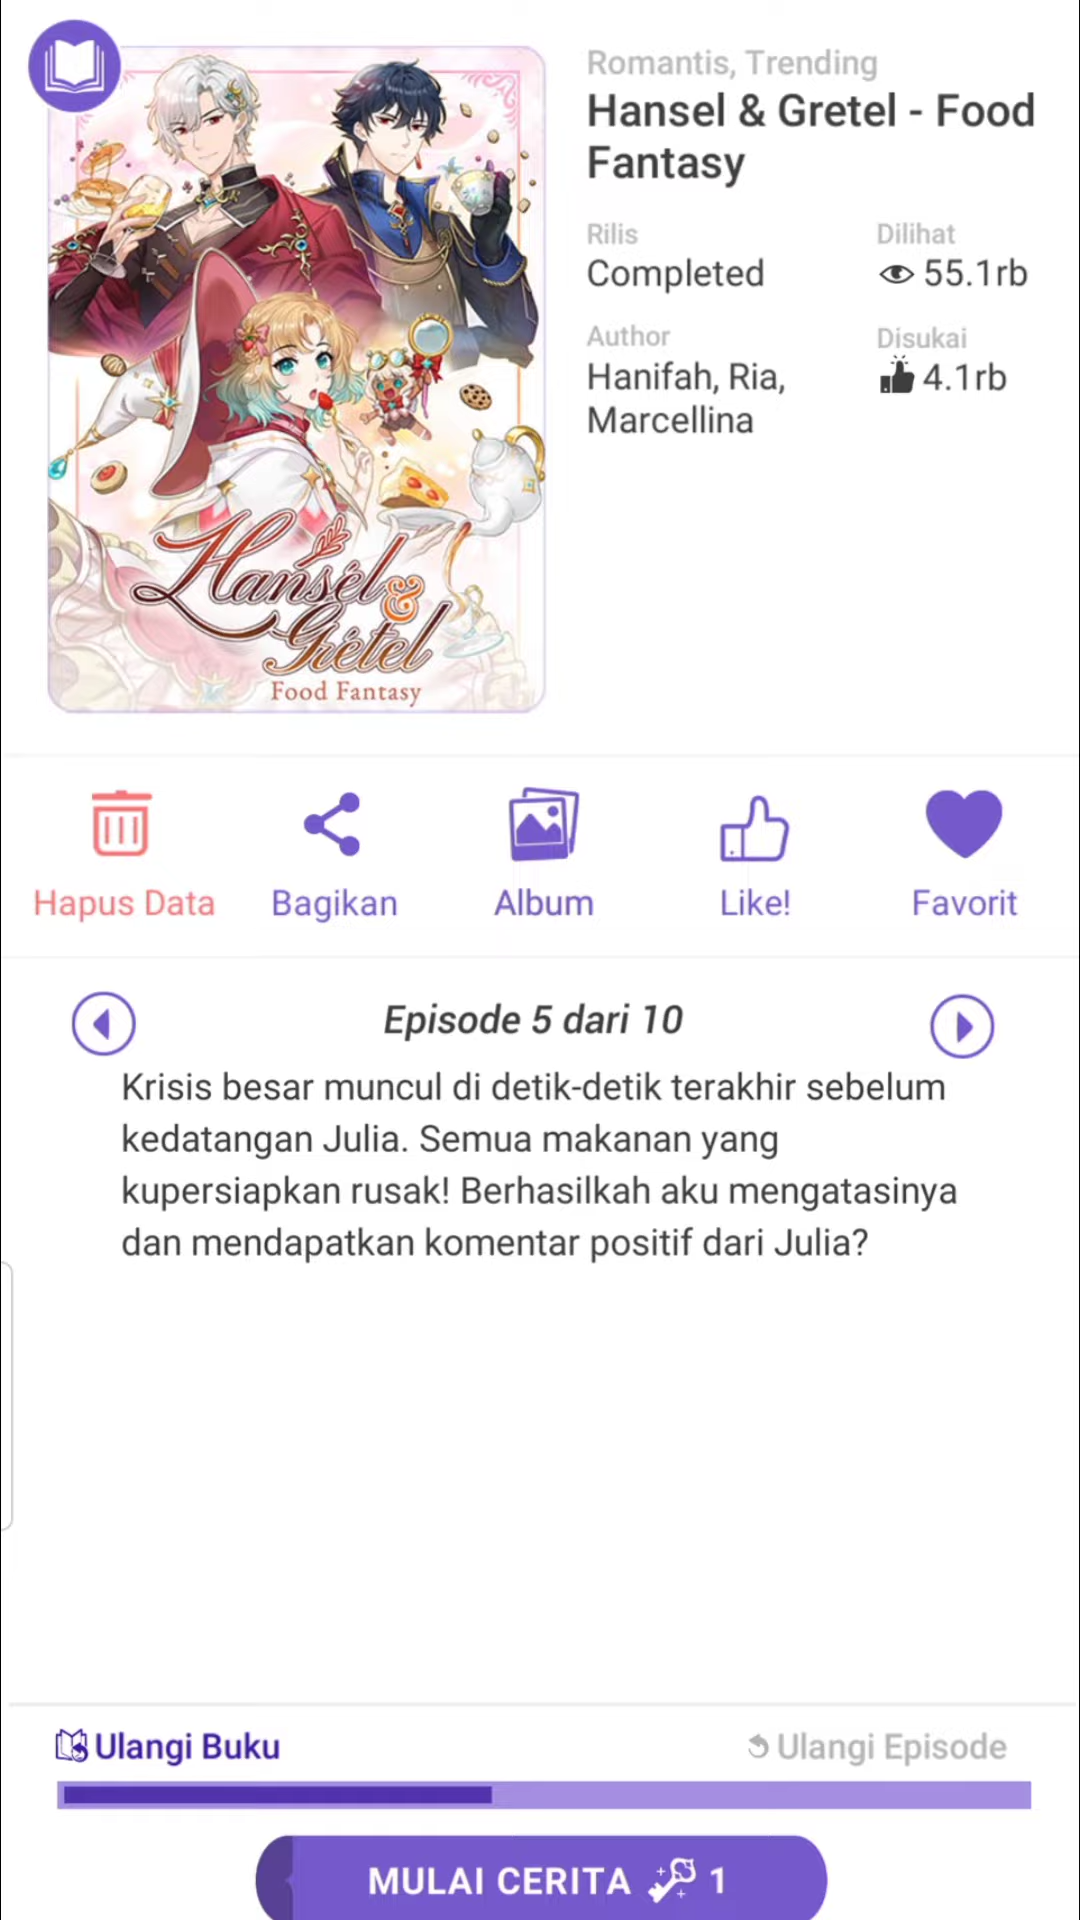 Romantis, Trending
Hansel & Gretel - Food
Fantasy
Rilis
Completed
Dilihat
55.1rb
Author
Hanifah, Ria,
Marcellina
Disukai
4.1rb
Hansel &
Gretel
Food Fantasy
Hapus Data
Bagikan
Album
Like!
Favorit
Episode 5 dari 10
Krisis besar muncul di detik-detik terakhir sebelum
kedatangan Julia. Semua makanan yang
kupersiapkan rusak! Berhasilkah aku mengatasinya
dan mendapatkan komentar positif dari Julia?
Ulangi Buku
Ulangi Episode
MULAI CERITA 1